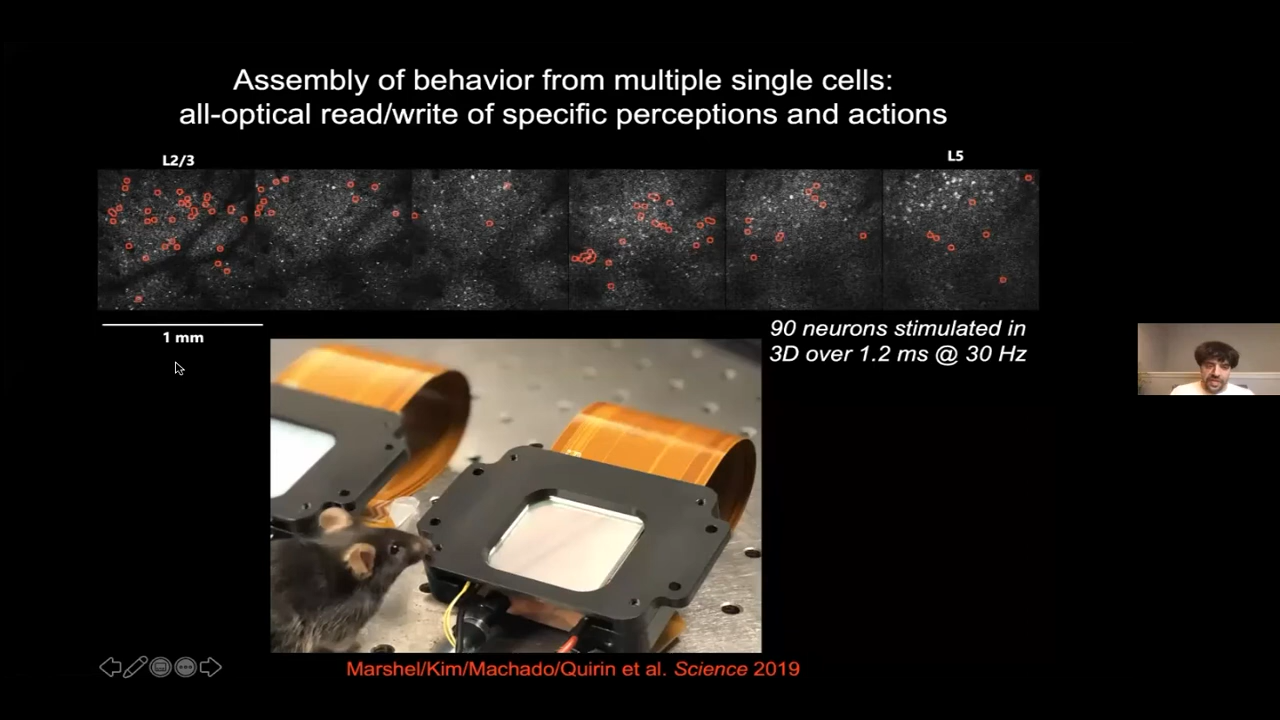 Assembly of behavior from multiple single cells:
all-optical read/write of specific perceptions and actions
L2/3
L5
1 mm
90 neurons stimulated in
3D over 1.2 ms @ 30 Hz
Marshel/Kim/Machado/Quirin et al. Science 2019